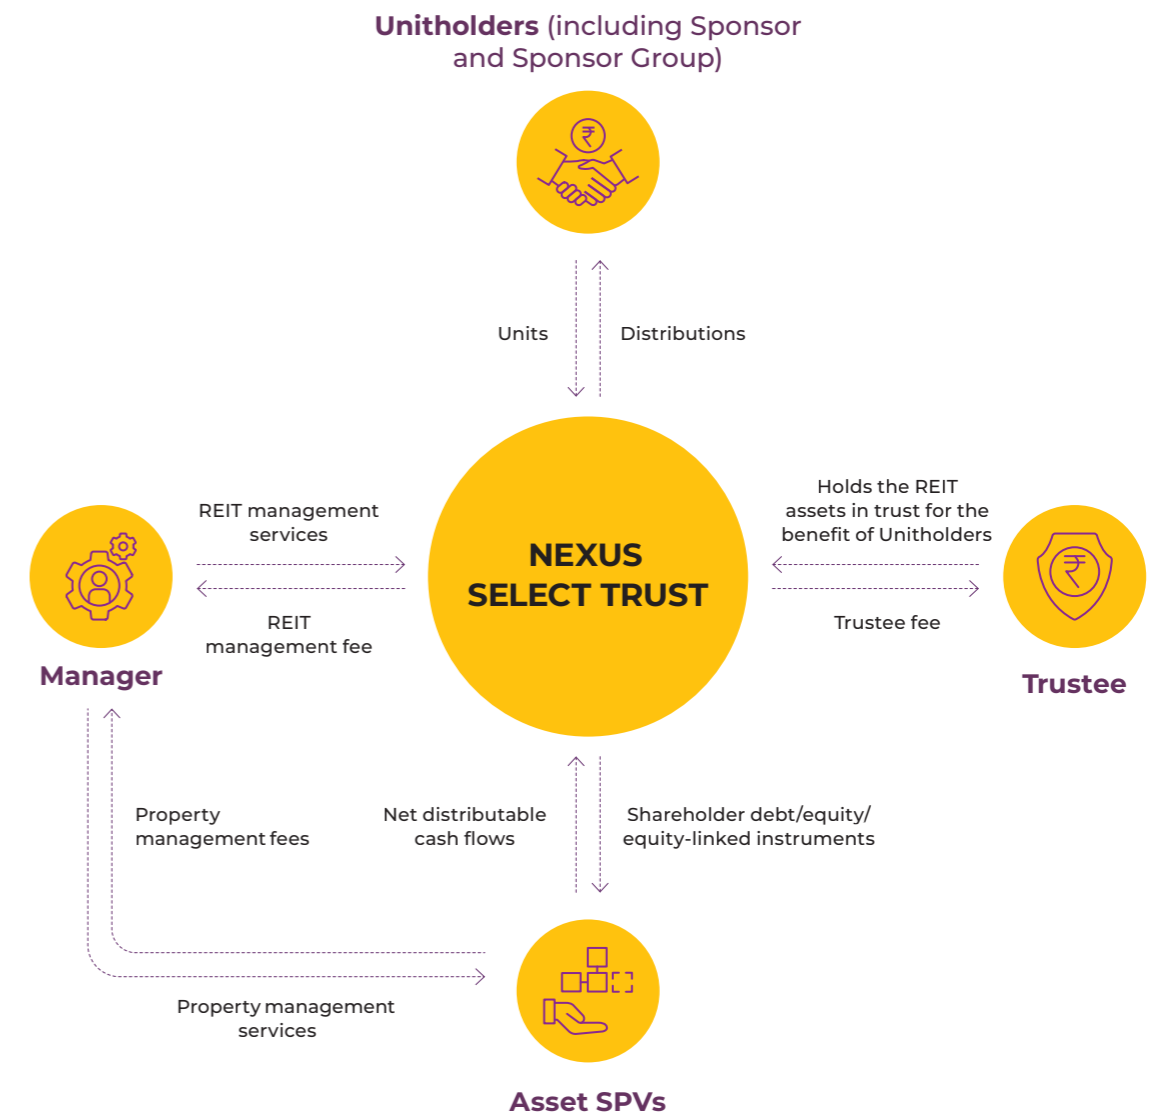 Unitholders (including Sponsor
and Sponsor Group)
₹
Units
Distributions
Holds the REIT
assets in trust for the
benefit of Unitholders
REIT management
services
NEXUS
SELECT TRUST
₹
REIT
management fee
Trustee fee
Manager
Trustee
Property
management fees
Net distributable
cash flows
Shareholder debt/equity/
equity-linked instruments
Property management
services
Asset SPVs